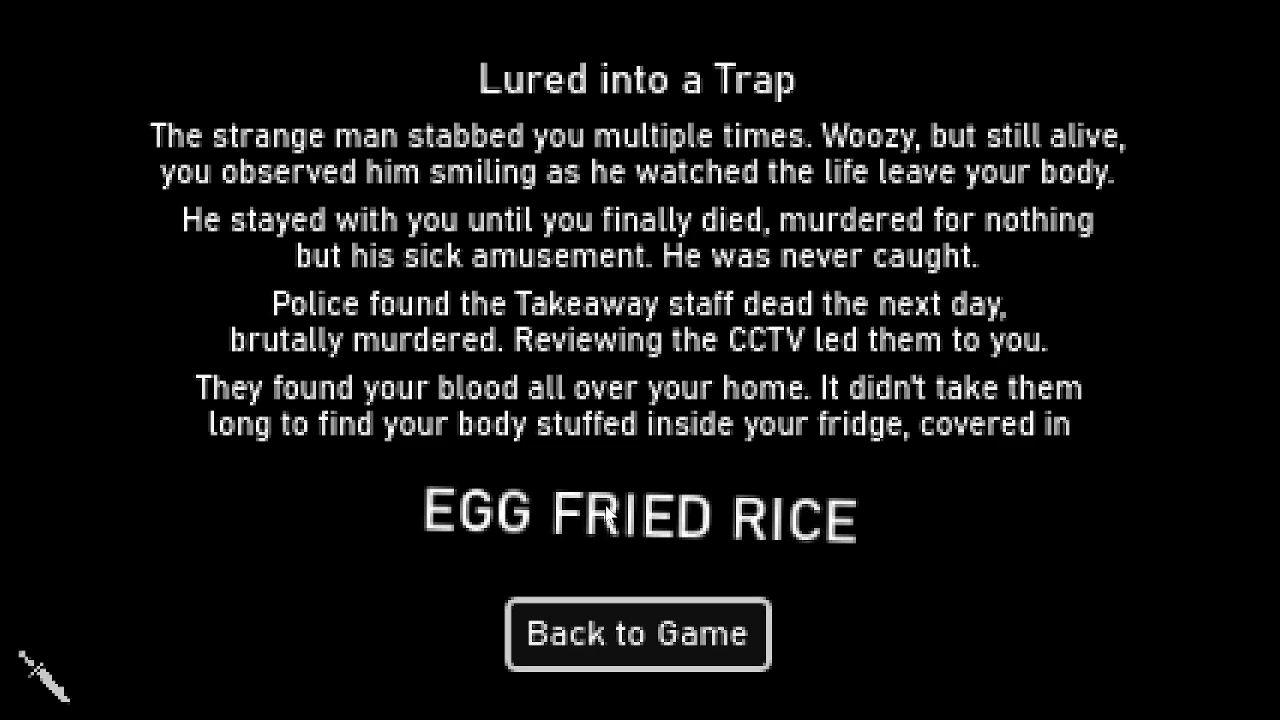 Lured into a Trap
The strange man stabbed you multiple times. Woozy, but still alive,
you observed him smiling as he watched the life leave your body.
He stayed with you until you finally died, murdered for nothing
but his sick amusement. He was never caught.
Police found the Takeaway staff dead the next day,
brutally murdered. Reviewing the CCTV led them to you.
They found your blood all over your home. It didn't take them
long to find your body stuffed inside your fridge, covered in
EGG FRIED RICE
Back to Game